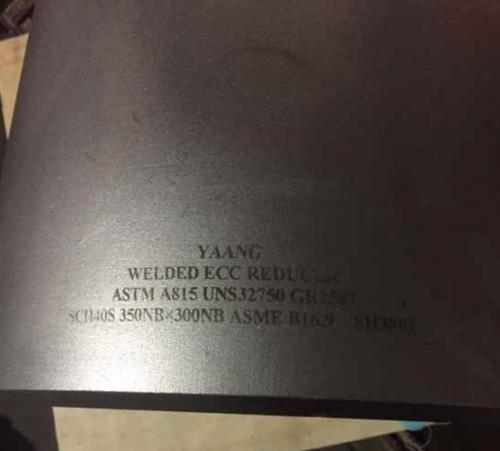 YAANG
WELDED ECC
ASTM A815 UNS32750
SCH40S 350NB×300NB ASME B16.9